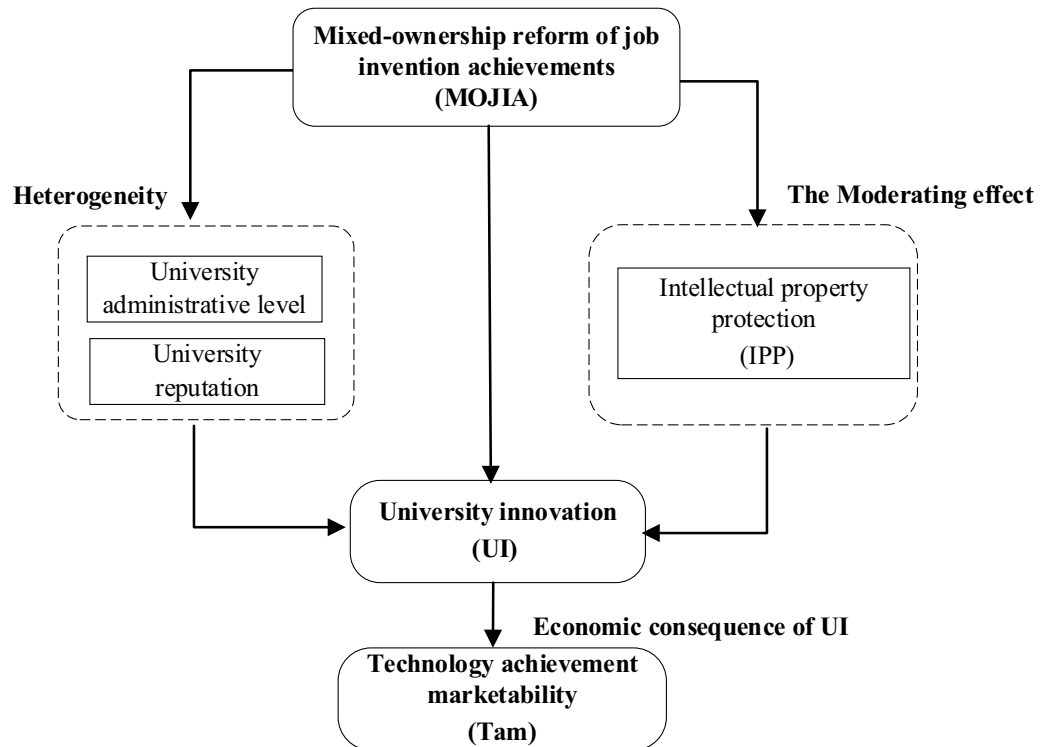 Mixed-ownership reform of job
invention achievements
(MOJIA)
Heterogeneity
The Moderating effect
University
administrative level
University
reputation
Intellectual property
protection
(IPP)
University innovation
(UI)
Economic consequence of UI
Technology achievement
marketability
(Tam)